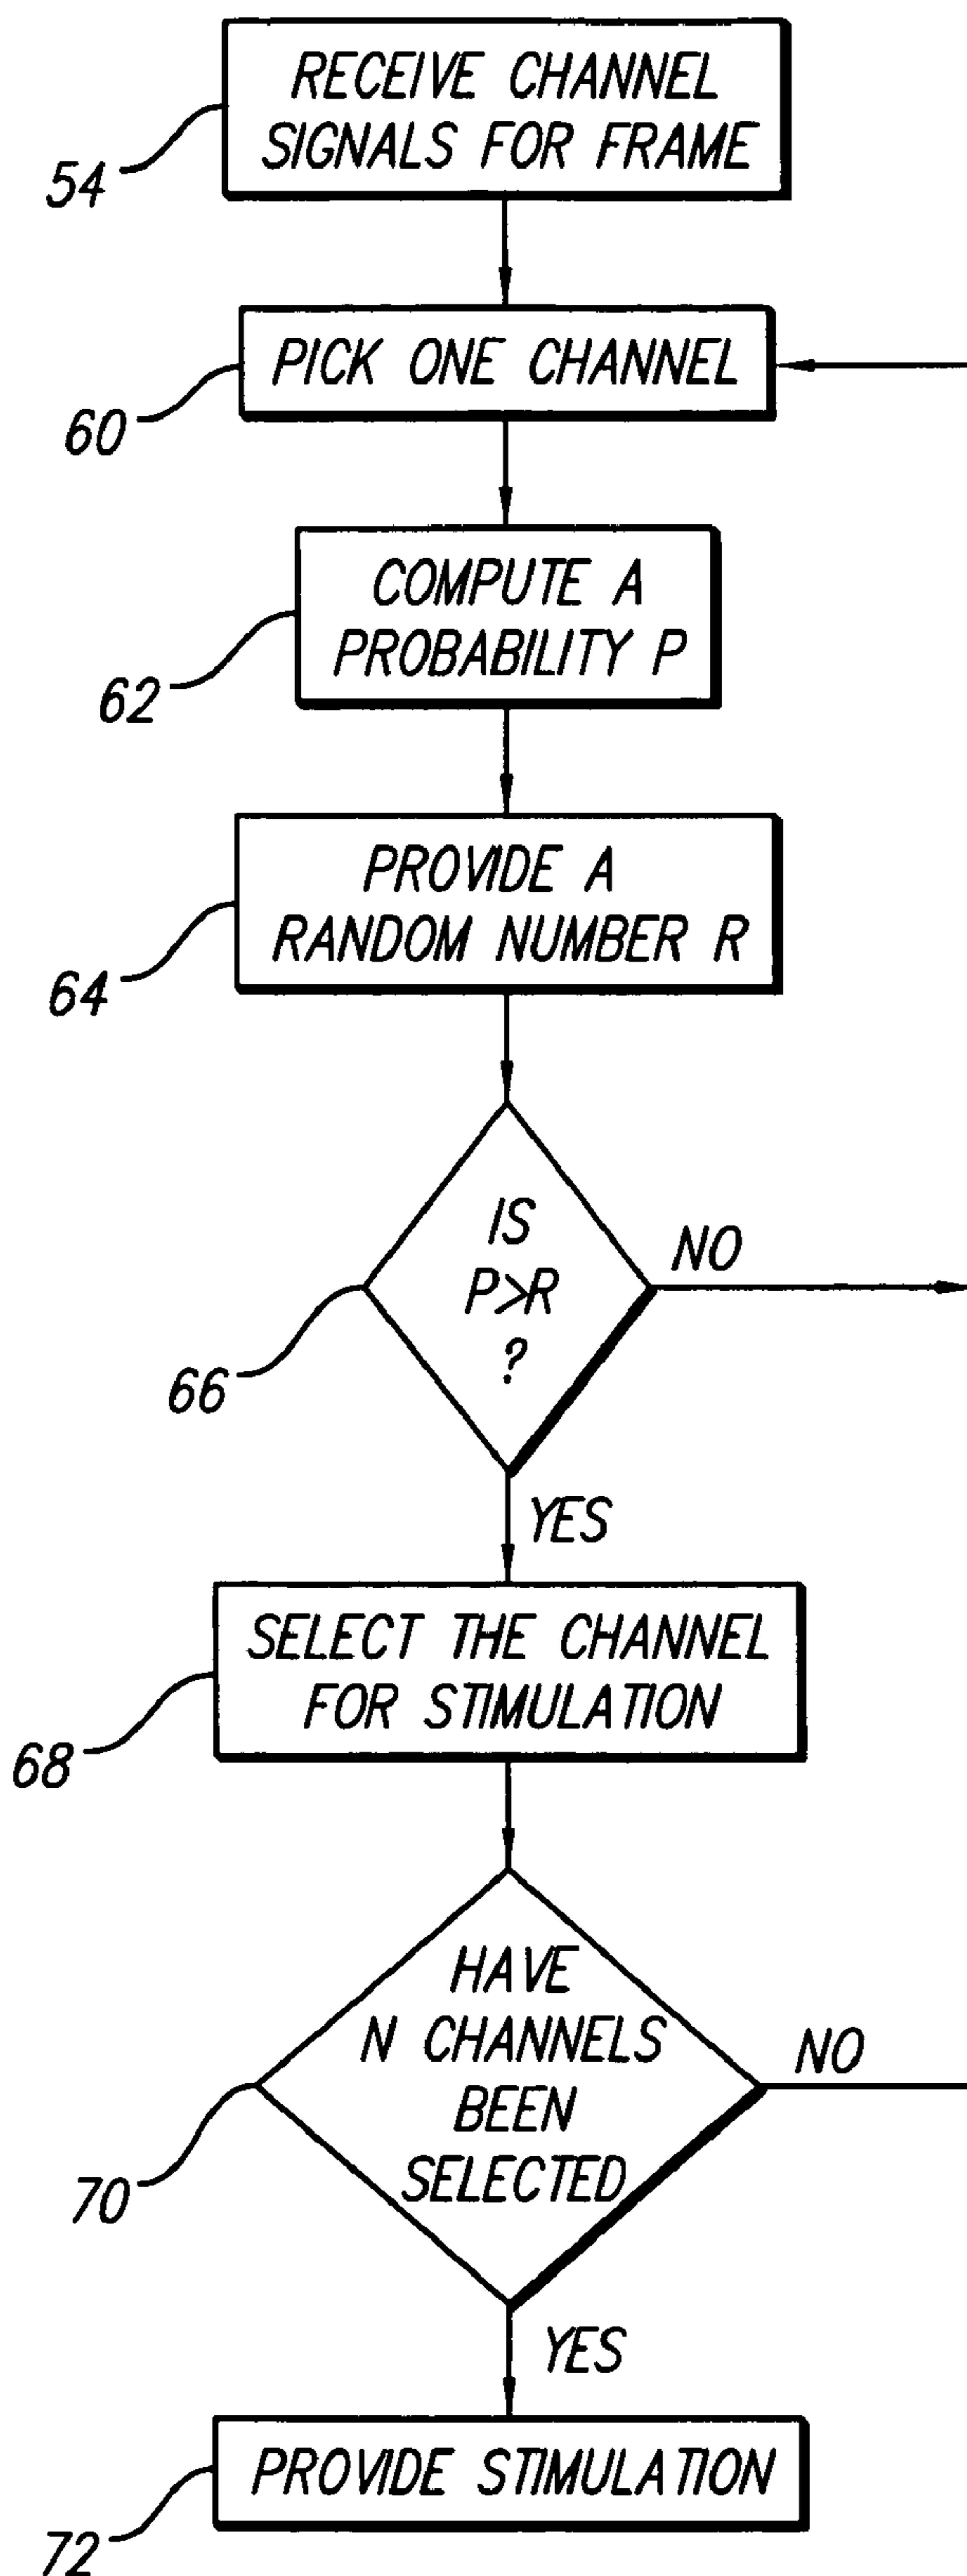 RECEIVE CHANNEL
SIGNALS FOR FRAME
54
PICK ONE CHANNEL
60
COMPUTE A
PROBABILITY P
62
PROVIDE A
RANDOM NUMBER R
64
IS
P>R
?
NO
66
YES
SELECT THE CHANNEL
FOR STIMULATION
68
HAVE
N CHANNELS
BEEN
SELECTED
NO
70
YES
PROVIDE STIMULATION
72